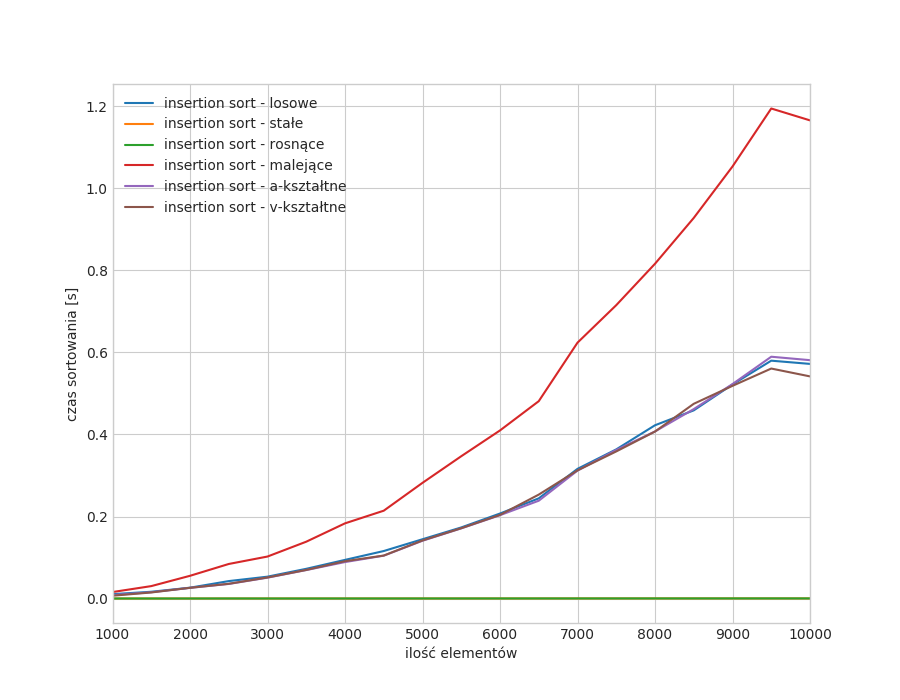 insertion sort - losowe
insertion sort - stałe
insertion sort - rosnące
insertion sort - malejące
insertion sort - a-kształtne
insertion sort - v-kształtne
czas sortowania [s]
1.2
1.0
0.8
0.6
0.4
0.2
0.0
1000 2000 3000 4000 5000 6000 7000 8000 9000 10000
ilość elementów